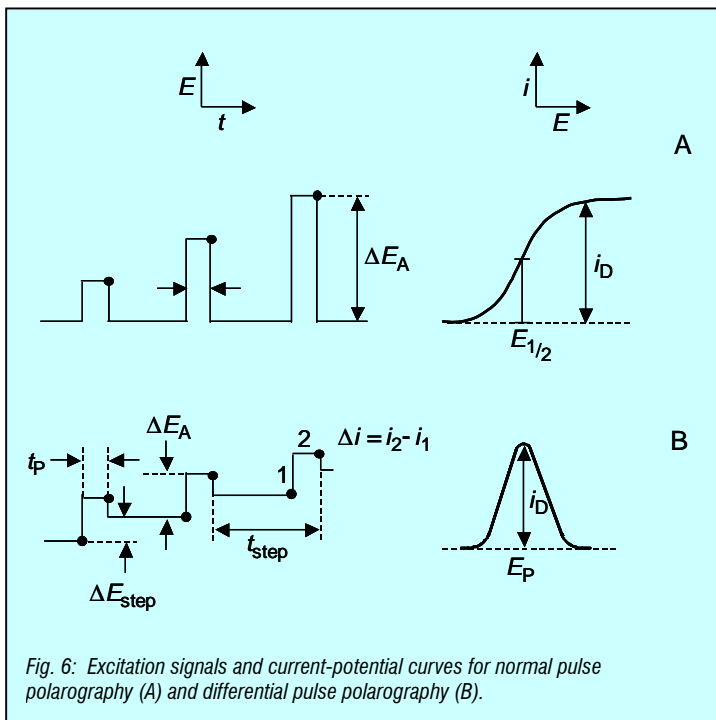 E
t
i
E
A
ΔE_A
i_D
E_1/2
B
ΔE_A
t_P
2
Δi = i_2 - i_1
1
t_step
ΔE_step
i_D
E_P
Fig. 6: Excitation signals and current-potential curves for normal pulse
polarography (A) and differential pulse polarography (B).